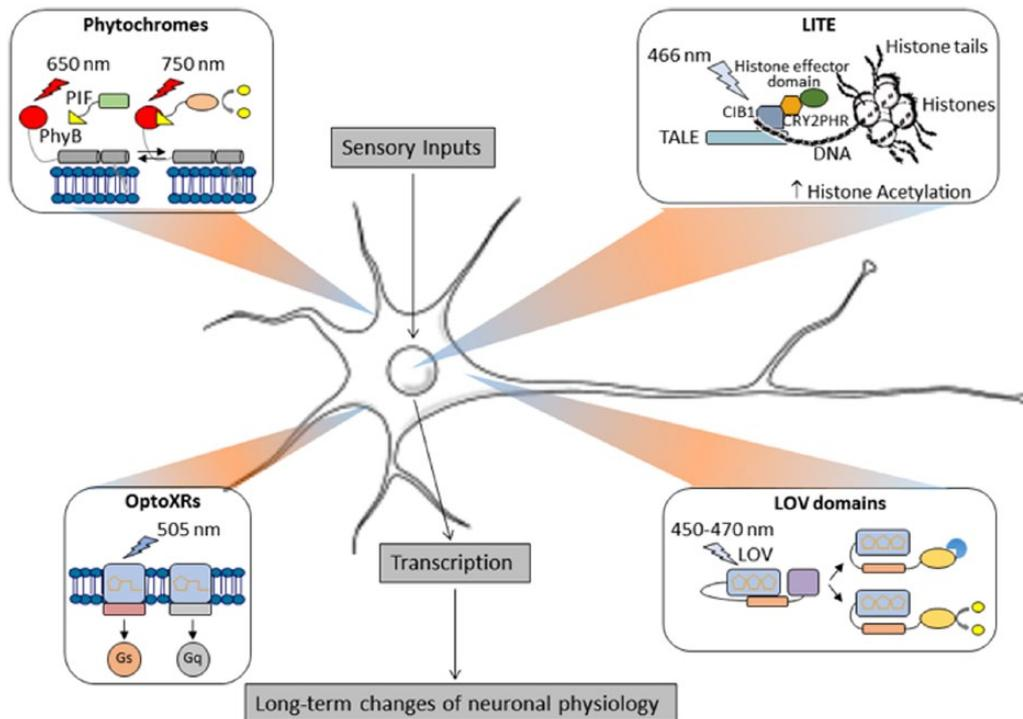 Phytochromes
650 nm
750 nm
PIF
PhyB
LITE
466 nm
Histone effector
domain
Histone tails
Histones
CIB1
CRY2PHR
TALE
DNA
↑ Histone Acetylation
Sensory Inputs
OptoXRs
505 nm
Gs
Gq
Transcription
LOV domains
450-470 nm
LOV
Long-term changes of neuronal physiology